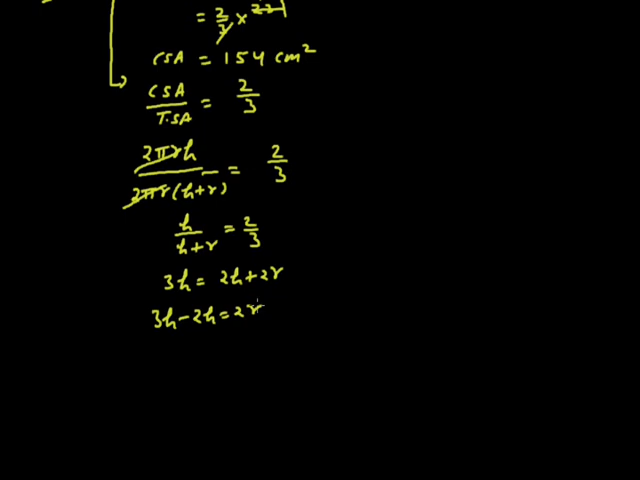 = 2/3 × 231
CSA = 154 cm²
CSA/T.SA = 2/3
2πrh/2πr(h+r) = 2/3
h/h+r = 2/3
3h = 2h+2r
3h-2h=2r